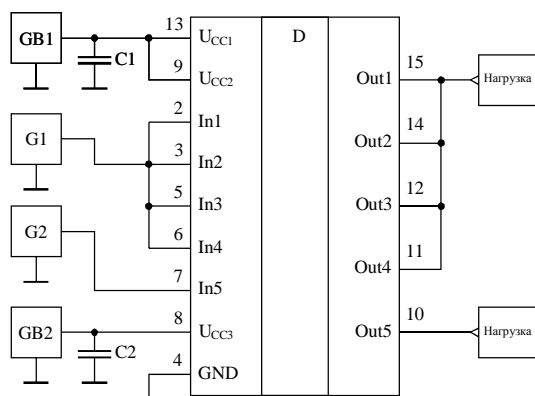 GB1
13
UCC1
D
C1
9
UCC2
15
Out1
Нагрузка
2
In1
G1
14
Out2
3
In2
5
In3
12
Out3
G2
6
In4
11
Out4
7
In5
GB2
8
UCC3
10
Out5
Нагрузка
C2
4
GND